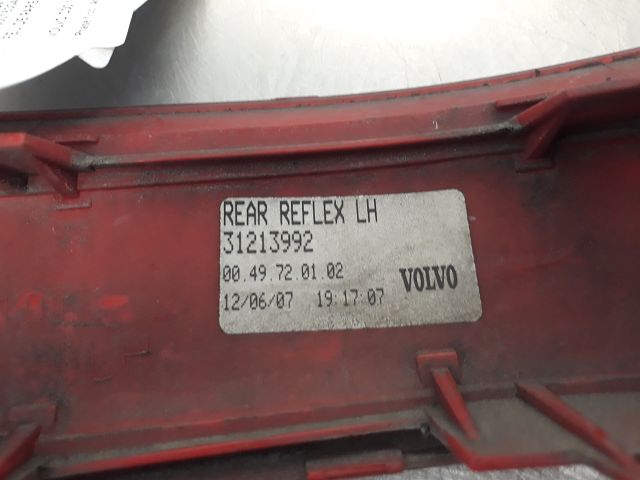 REAR REFLEX LH
31213992
00.49.72.01.02
12/06/07 19:17:07 VOLVO